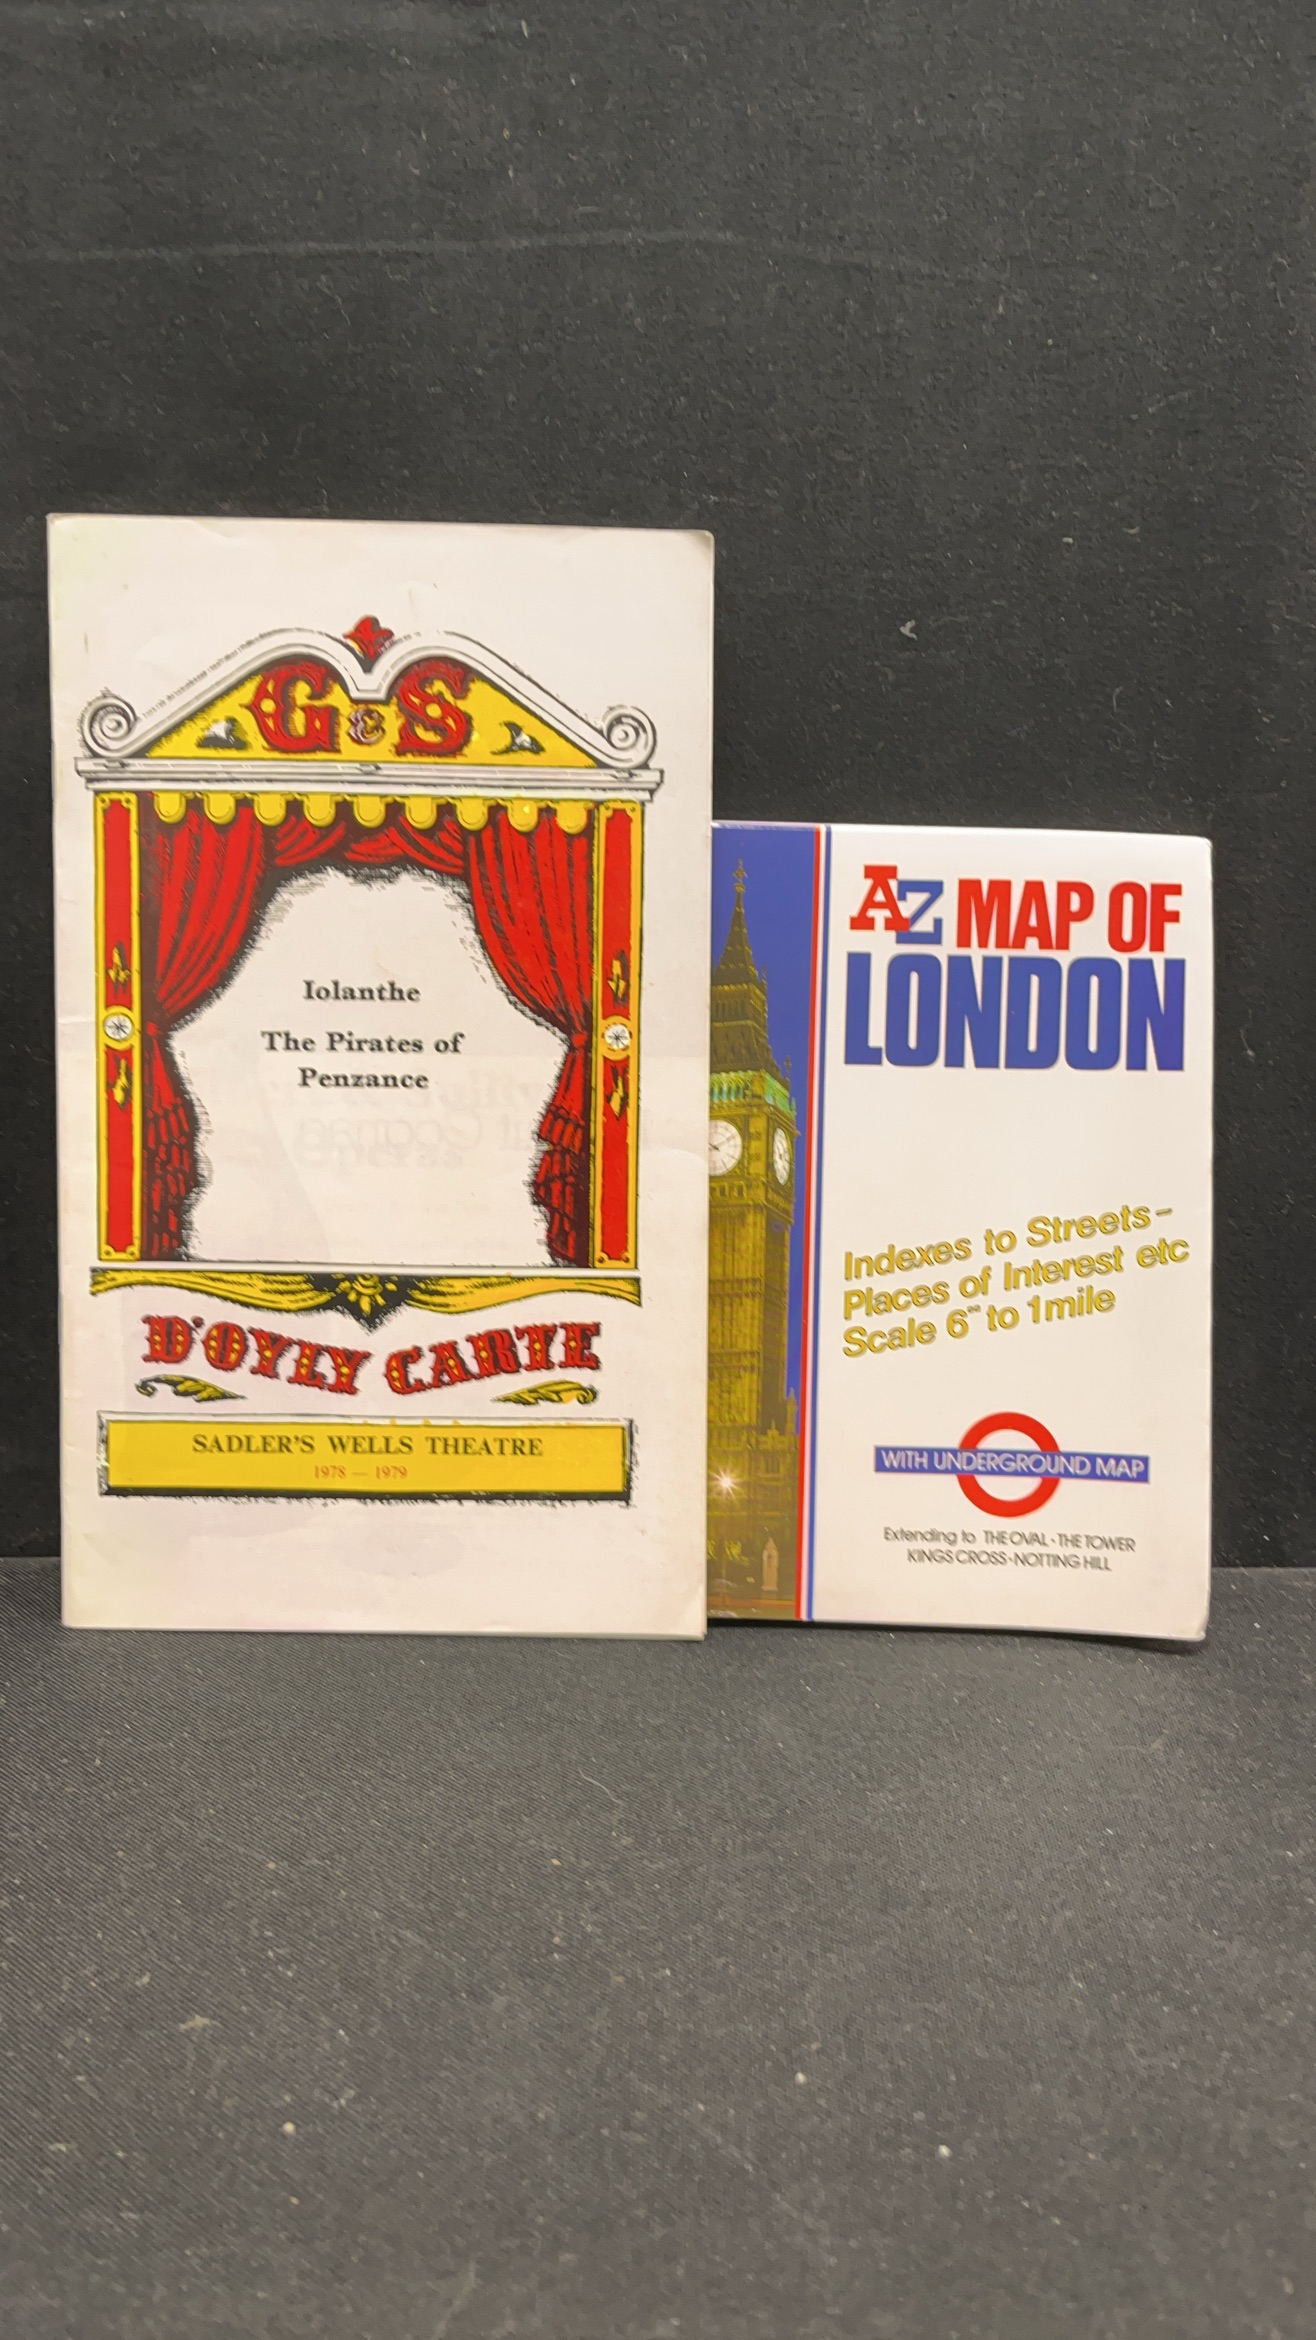 G & S
Iolanthe
The Pirates of
Penzance
D'OYLY CARTE
SADLER'S WELLS THEATRE
1978 — 1979
AZ MAP OF
LONDON
Indexes to Streets-
Places of Interest etc
Scale 6" to 1mile
WITH UNDERGROUND MAP
Extending to THE OVAL · THE TOWER
KINGS CROSS · NOTTING HILL